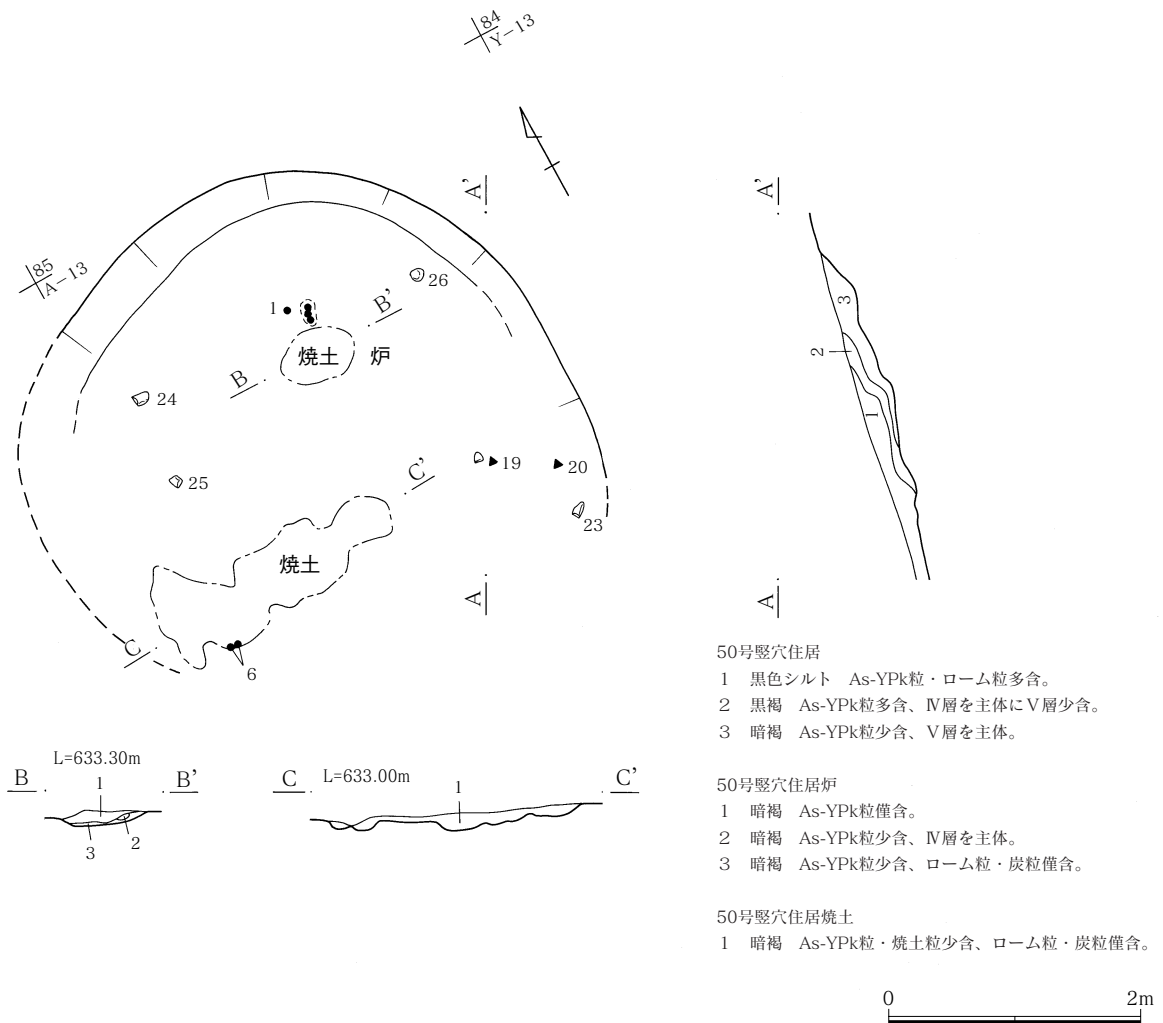 84
Y-13
A'
A'
85
A-13
26
1
B'
焼土
炉
B
3
2
24
1
C'
19
20
25
23
焼土
A
A
C
6
50号竪穴住居
1 黒色シルト As-YPk粒・ローム粒多含。
2 黒褐 As-YPk粒多含、Ⅳ層を主体にⅤ層少含。
3 暗褐 As-YPk粒少含、Ⅴ層を主体。
50号竪穴住居炉
1 暗褐 As-YPk粒僅含。
2 暗褐 As-YPk粒少含、Ⅳ層を主体。
3 暗褐 As-YPk粒少含、ローム粒・炭粒僅含。
50号竪穴住居焼土
1 暗褐 As-YPk粒・焼土粒少含、ローム粒・炭粒僅含。
L=633.30m
B
B'
1
3
2
L=633.00m
C
C'
1
0
2m